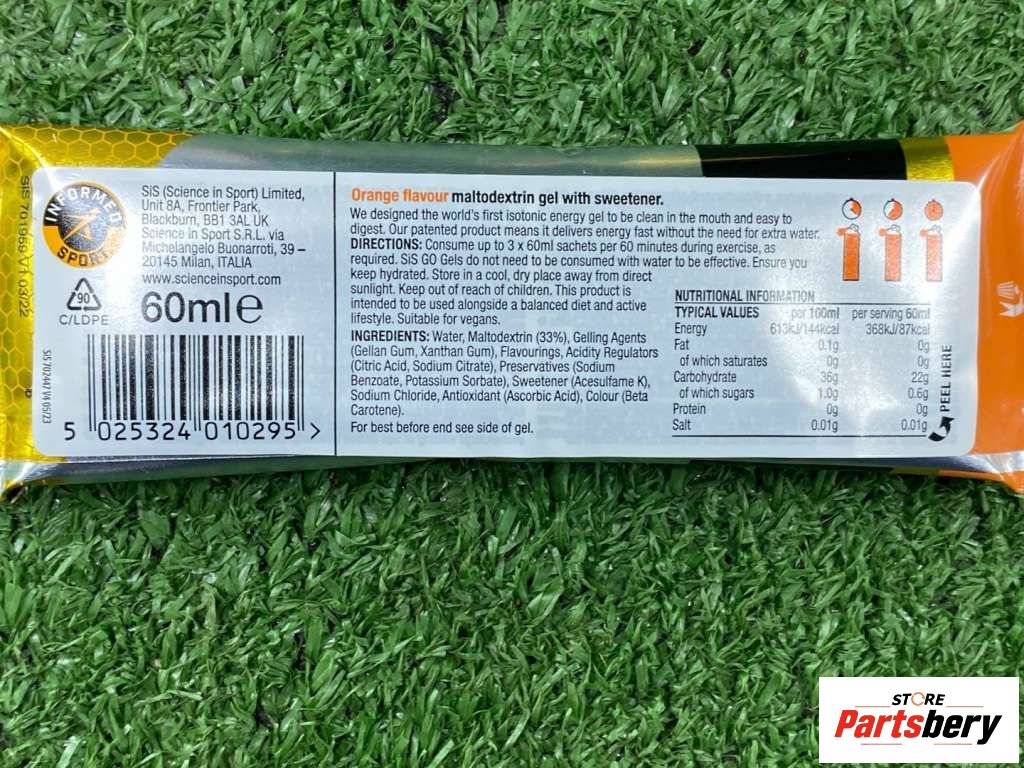 INFORMED
SPORT
SiS (Science in Sport) Limited,
Unit 8A, Frontier Park,
Blackburn, BB1 3AL UK
Science in Sport S.R.L. via
Michelangelo Buonarroti, 39 –
20145 Milan, ITALIA
www.scienceinsport.com
90
C/LDPE
60ml e
SiS 702447 W 05/23
5 025324 010295 >
Orange flavour maltodextrin gel with sweetener.
We designed the world's first isotonic energy gel to be clean in the mouth and easy to
digest. Our patented product means it delivers energy fast without the need for extra water.
DIRECTIONS: Consume up to 3 x 60ml sachets per 60 minutes during exercise, as
required. SiS GO Gels do not need to be consumed with water to be effective. Ensure you
keep hydrated. Store in a cool, dry place away from direct
sunlight. Keep out of reach of children. This product is
intended to be used alongside a balanced diet and active
lifestyle. Suitable for vegans.
INGREDIENTS: Water, Maltodextrin (33%), Gelling Agents
(Gellan Gum, Xanthan Gum), Flavourings, Acidity Regulators
(Citric Acid, Sodium Citrate), Preservatives (Sodium
Benzoate, Potassium Sorbate), Sweetener (Acesulfame K),
Sodium Chloride, Antioxidant (Ascorbic Acid), Colour (Beta
Carotene).
For best before end see side of gel.
NUTRITIONAL INFORMATION
TYPICAL VALUES per 100ml per serving 60ml
Energy 613kJ/144kcal 368kJ/87kcal
Fat 0.1g 0g
of which saturates 0g 0g
Carbohydrate 36g 22g
of which sugars 1.0g 0.6g
Protein 0g 0g
Salt 0.01g 0.01g
PEEL HERE
STORE
Partsbery